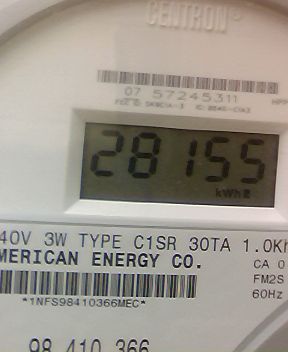 CENTRON®
07 57245311
28155
kWh
40V 3W TYPE C1SR 30TA 1.0Kh
MERICAN ENERGY CO.
CA 0
FM2S
60Hz
*1NFS98410366MEC*
98 410 366